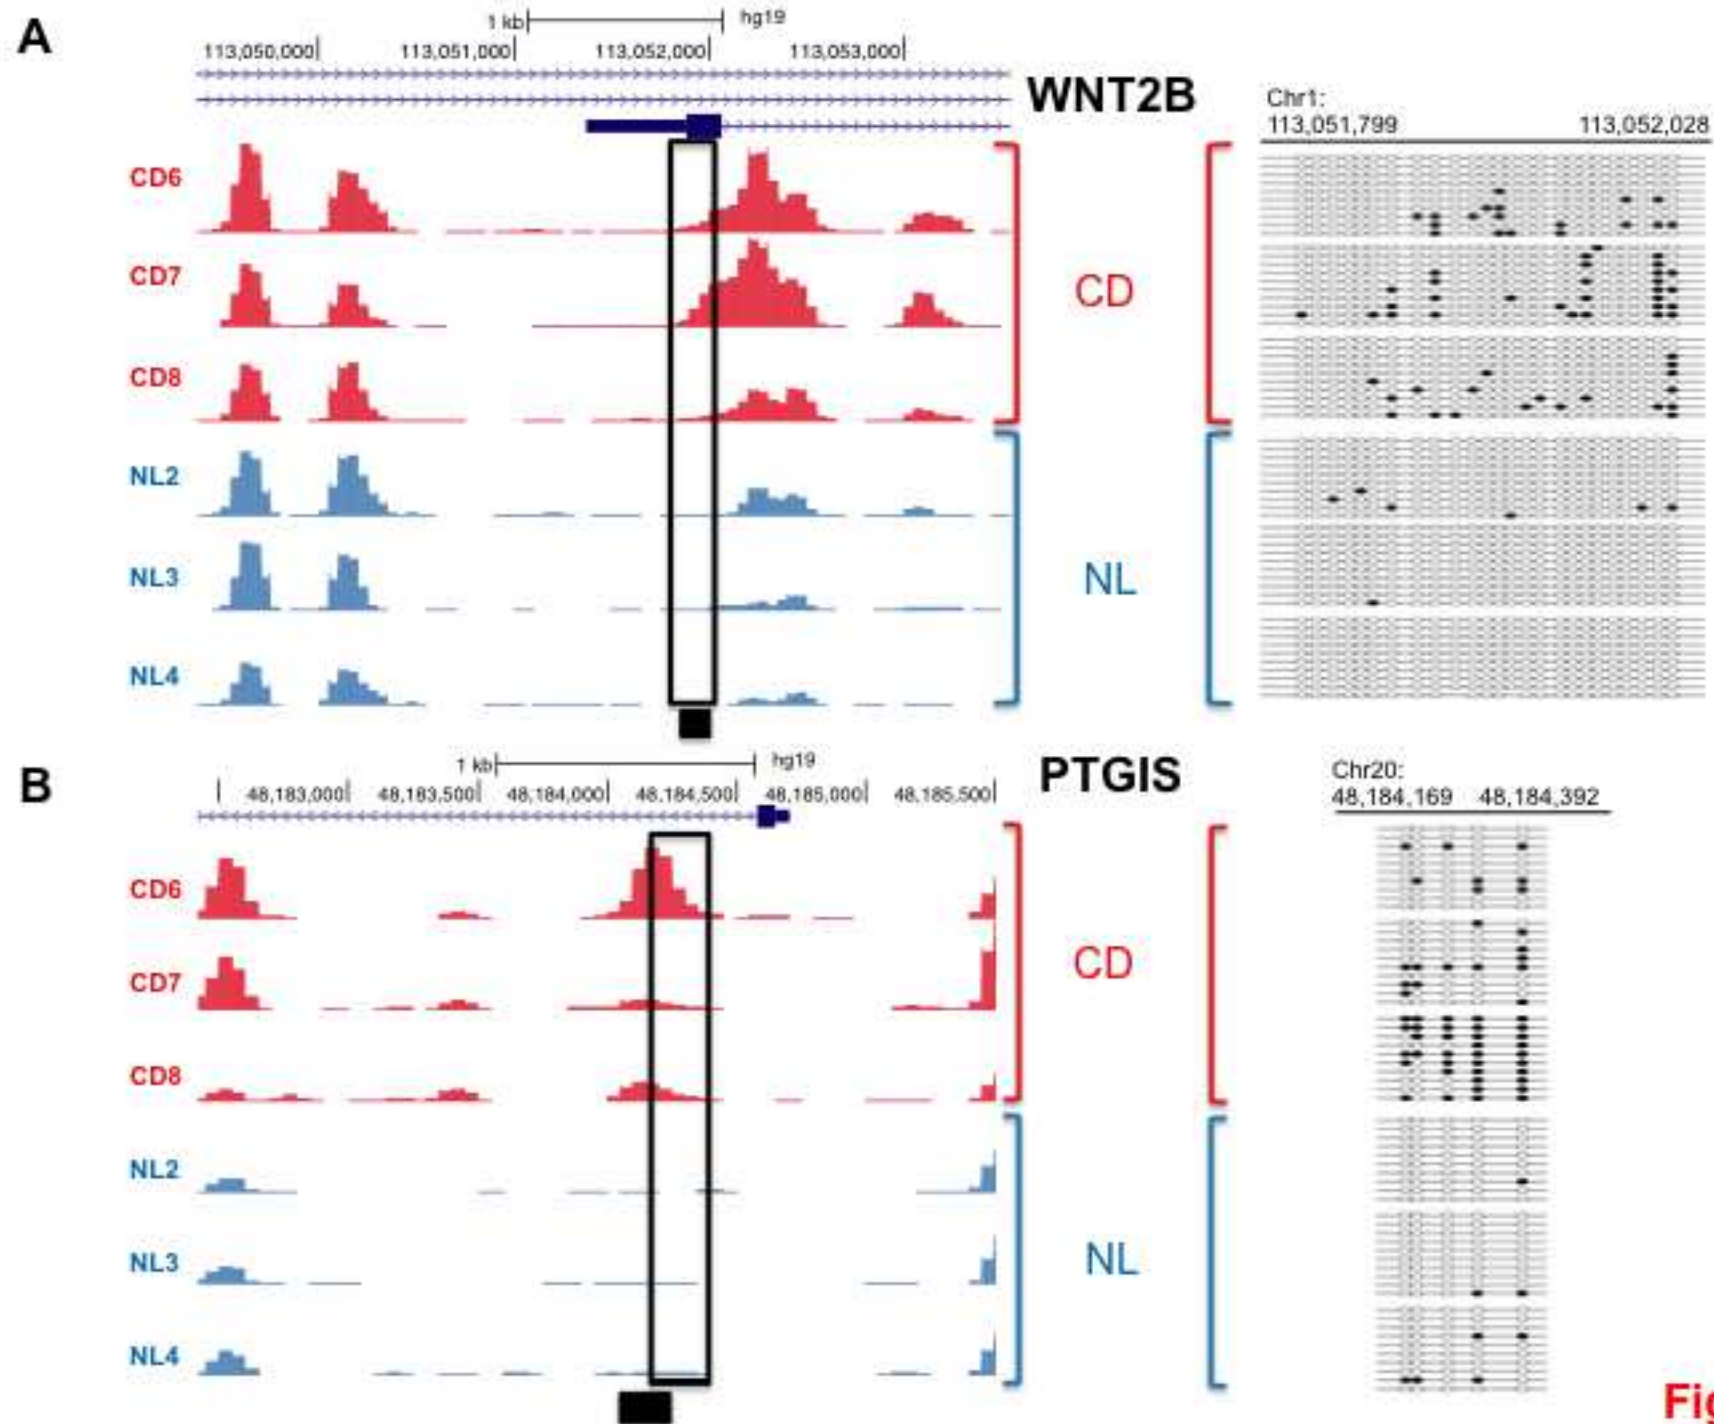 A
1 kb hg19
113,050,000 113,051,000 113,052,000 113,053,000
WNT2B
Chr1:
113,051,799 113,052,028
CD6
CD7
CD8
CD
NL2
NL3
NL4
NL
B
1 kb hg19
PTGIS
48,183,000 48,183,500 48,184,000 48,184,500 48,185,000 48,185,500
Chr20:
48,184,169 48,184,392
CD6
CD7
CD8
CD
NL2
NL3
NL4
NL
Fig